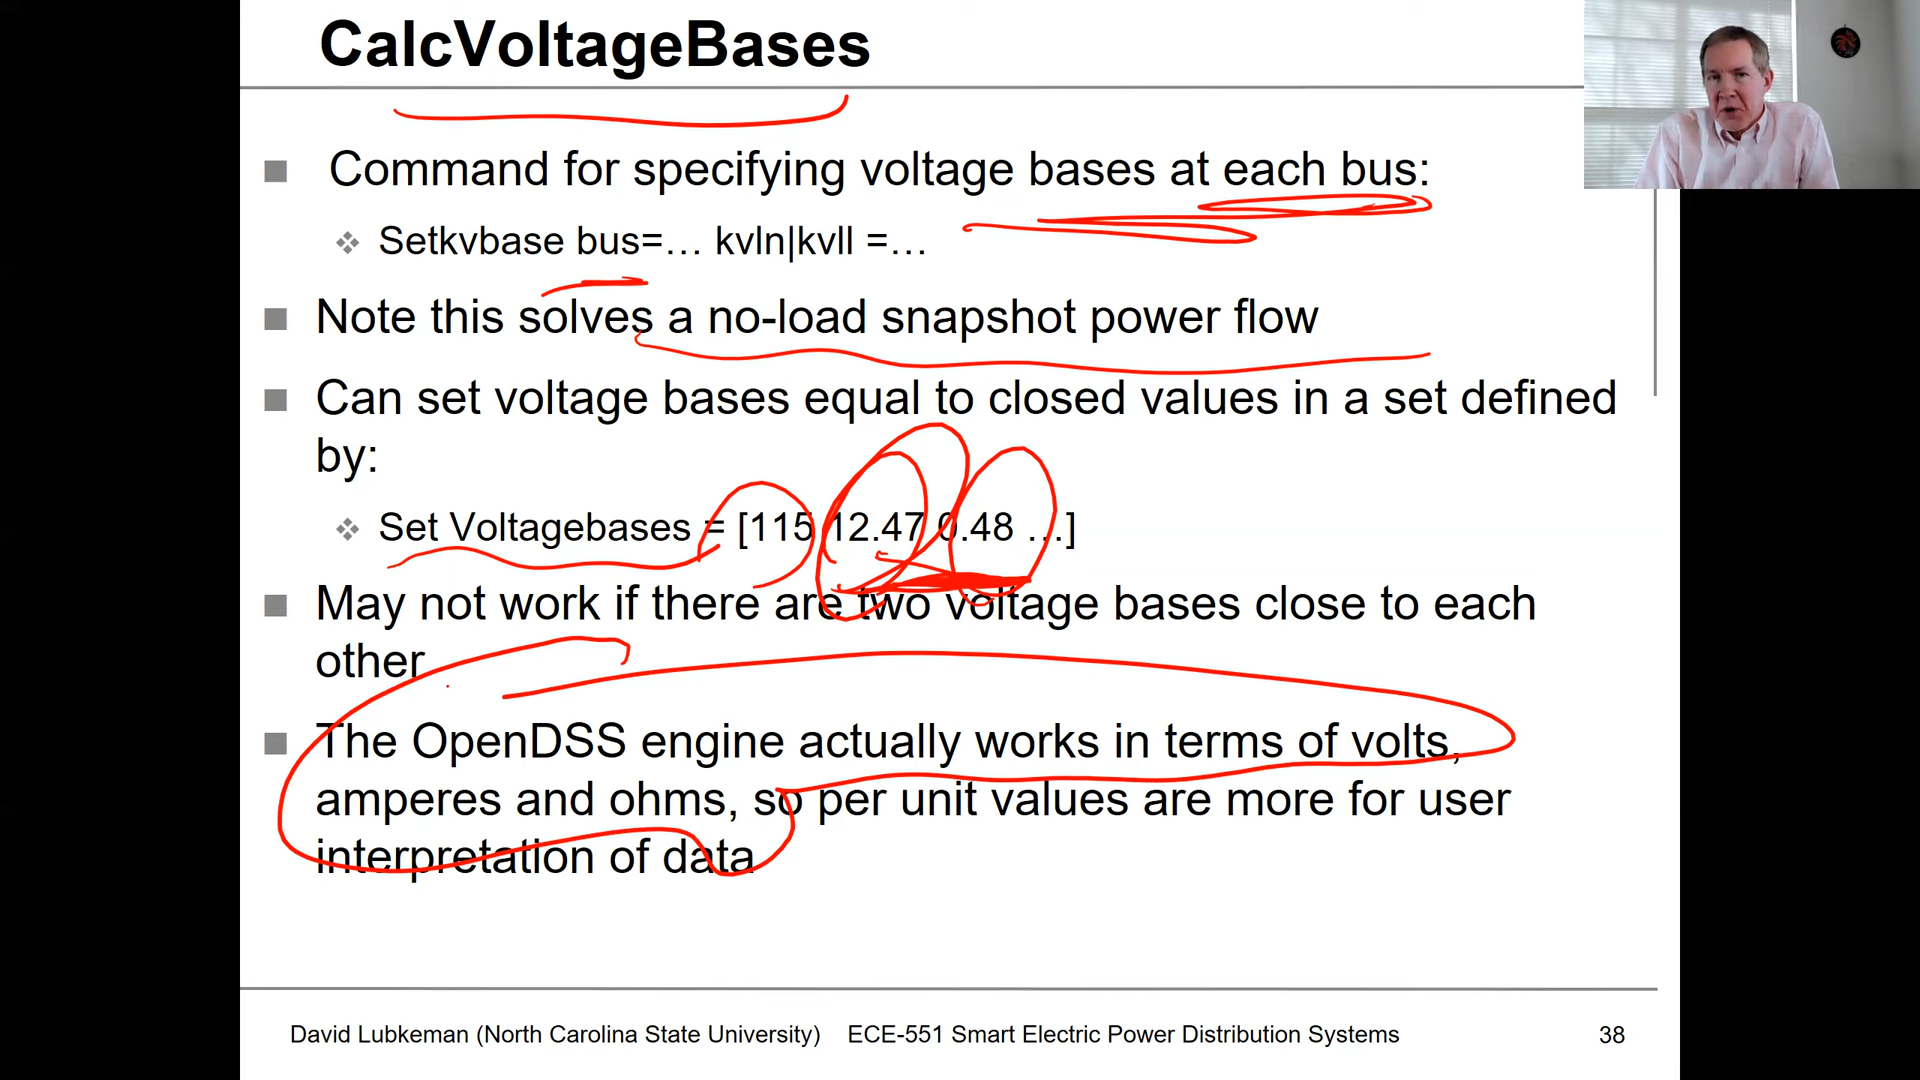 CalcVoltageBases
Command for specifying voltage bases at each bus:
Setkvbase bus=… kvln|kvll =…
Note this solves a no-load snapshot power flow
Can set voltage bases equal to closed values in a set defined
by:
Set Voltagebases = [115 12.47 0.48 …]
May not work if there are two voltage bases close to each
other
The OpenDSS engine actually works in terms of volts,
amperes and ohms, so per unit values are more for user
interpretation of data
David Lubkeman (North Carolina State University) ECE-551 Smart Electric Power Distribution Systems 38